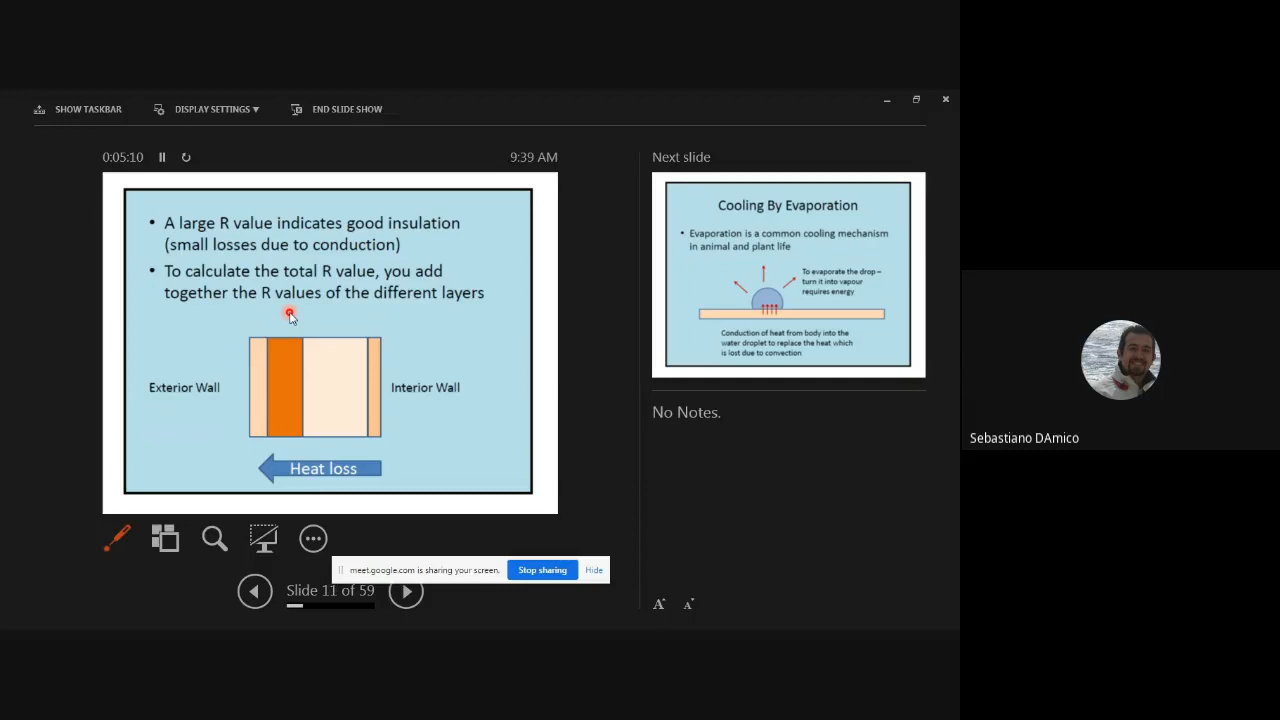 SHOW TASKBAR
DISPLAY SETTINGS
END SLIDE SHOW
0:05:10
9:39 AM
• A large R value indicates good insulation
(small losses due to conduction)
• To calculate the total R value, you add
together the R values of the different layers
Exterior Wall
Interior Wall
Heat loss
Next slide
Cooling By Evaporation
• Evaporation is a common cooling mechanism
in animal and plant life
To evaporate the drop –
turn it into vapour
requires energy
Conduction of heat from body into the
water droplet to replace the heat which
is lost due to convection
No Notes.
meet.google.com is sharing your screen.
Stop sharing
Hide
Slide 11 of 59
A A
Sebastiano DAmico